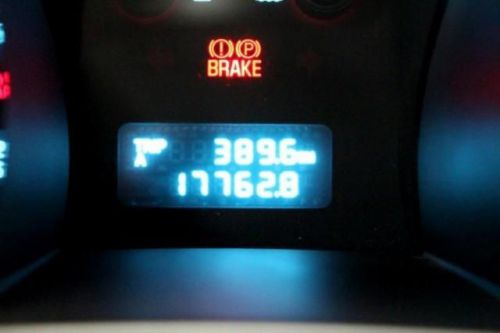 (!) (P)
BRAKE
TRIP A 389.6
17762.8